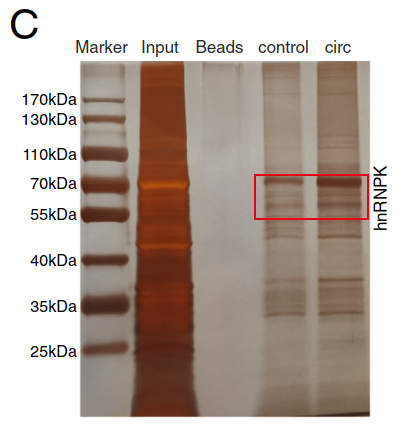 C
Marker Input Beads control circ
170kDa
130kDa
110kDa
70kDa
55kDa
40kDa
35kDa
25kDa
hnRNPK